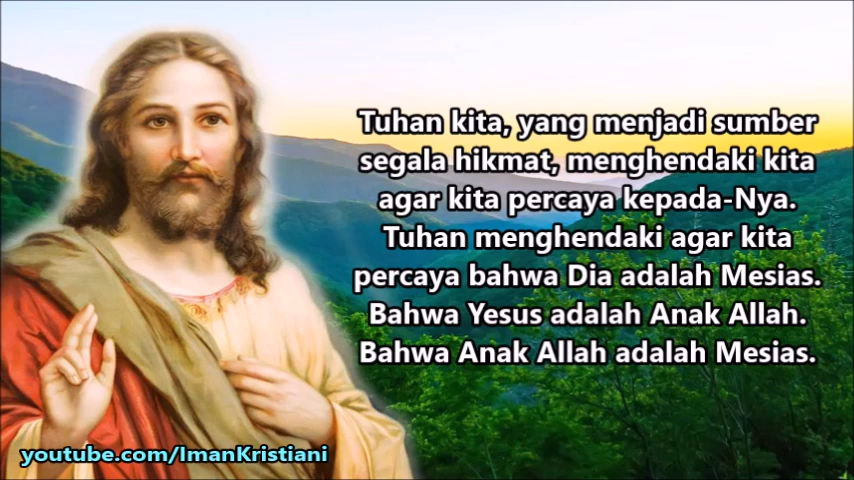 Tuhan kita, yang menjadi sumber
segala hikmat, menghendaki kita
agar kita percaya kepada-Nya.
Tuhan menghendaki agar kita
percaya bahwa Dia adalah Mesias.
Bahwa Yesus adalah Anak Allah.
Bahwa Anak Allah adalah Mesias.
youtube.com/ImanKristiani